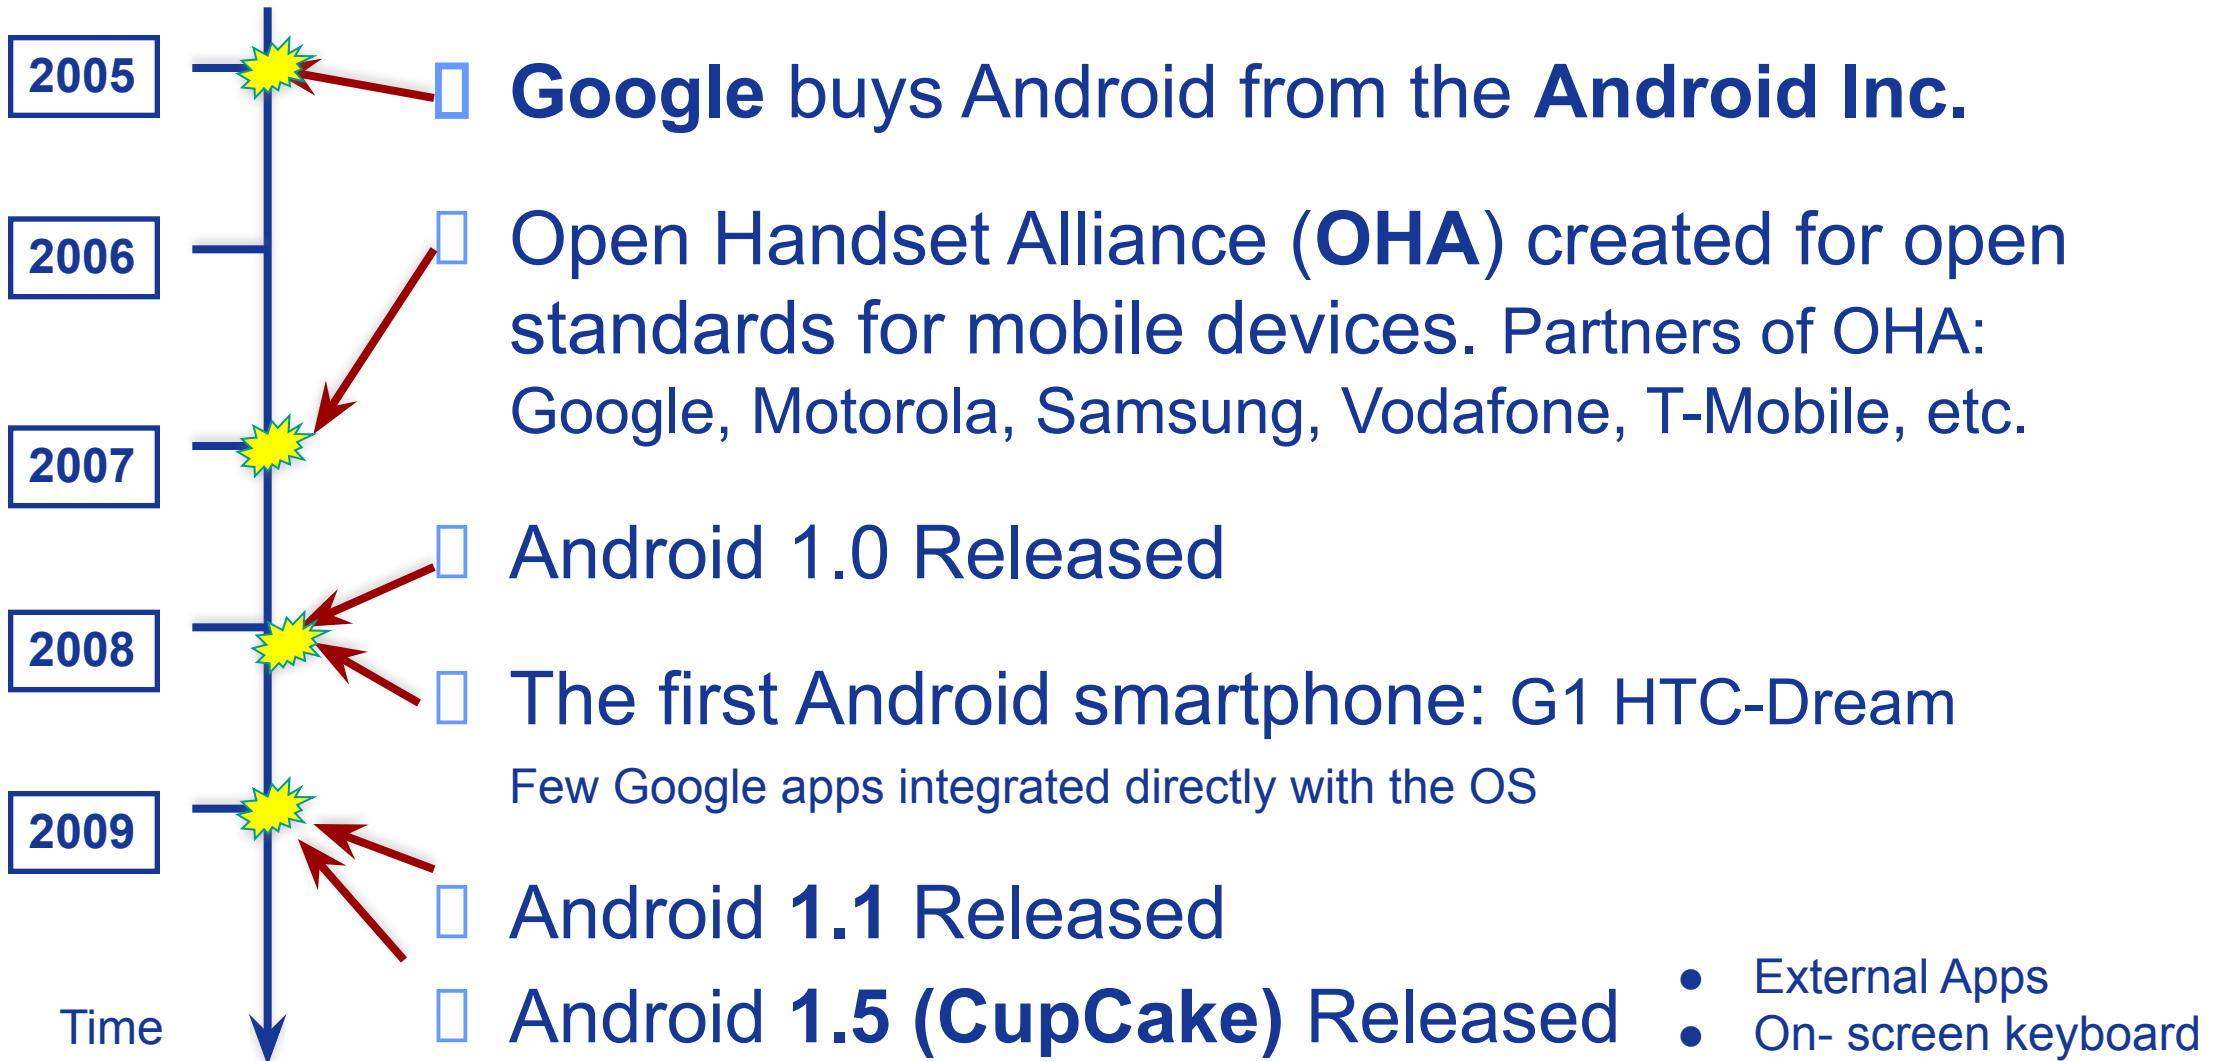 2005
Google buys Android from the Android Inc.
2006
Open Handset Alliance (OHA) created for open
standards for mobile devices. Partners of OHA:
Google, Motorola, Samsung, Vodafone, T-Mobile, etc.
2007
Android 1.0 Released
2008
The first Android smartphone: G1 HTC-Dream
Few Google apps integrated directly with the OS
2009
Android 1.1 Released
Android 1.5 (CupCake) Released
● External Apps
● On- screen keyboard
Time